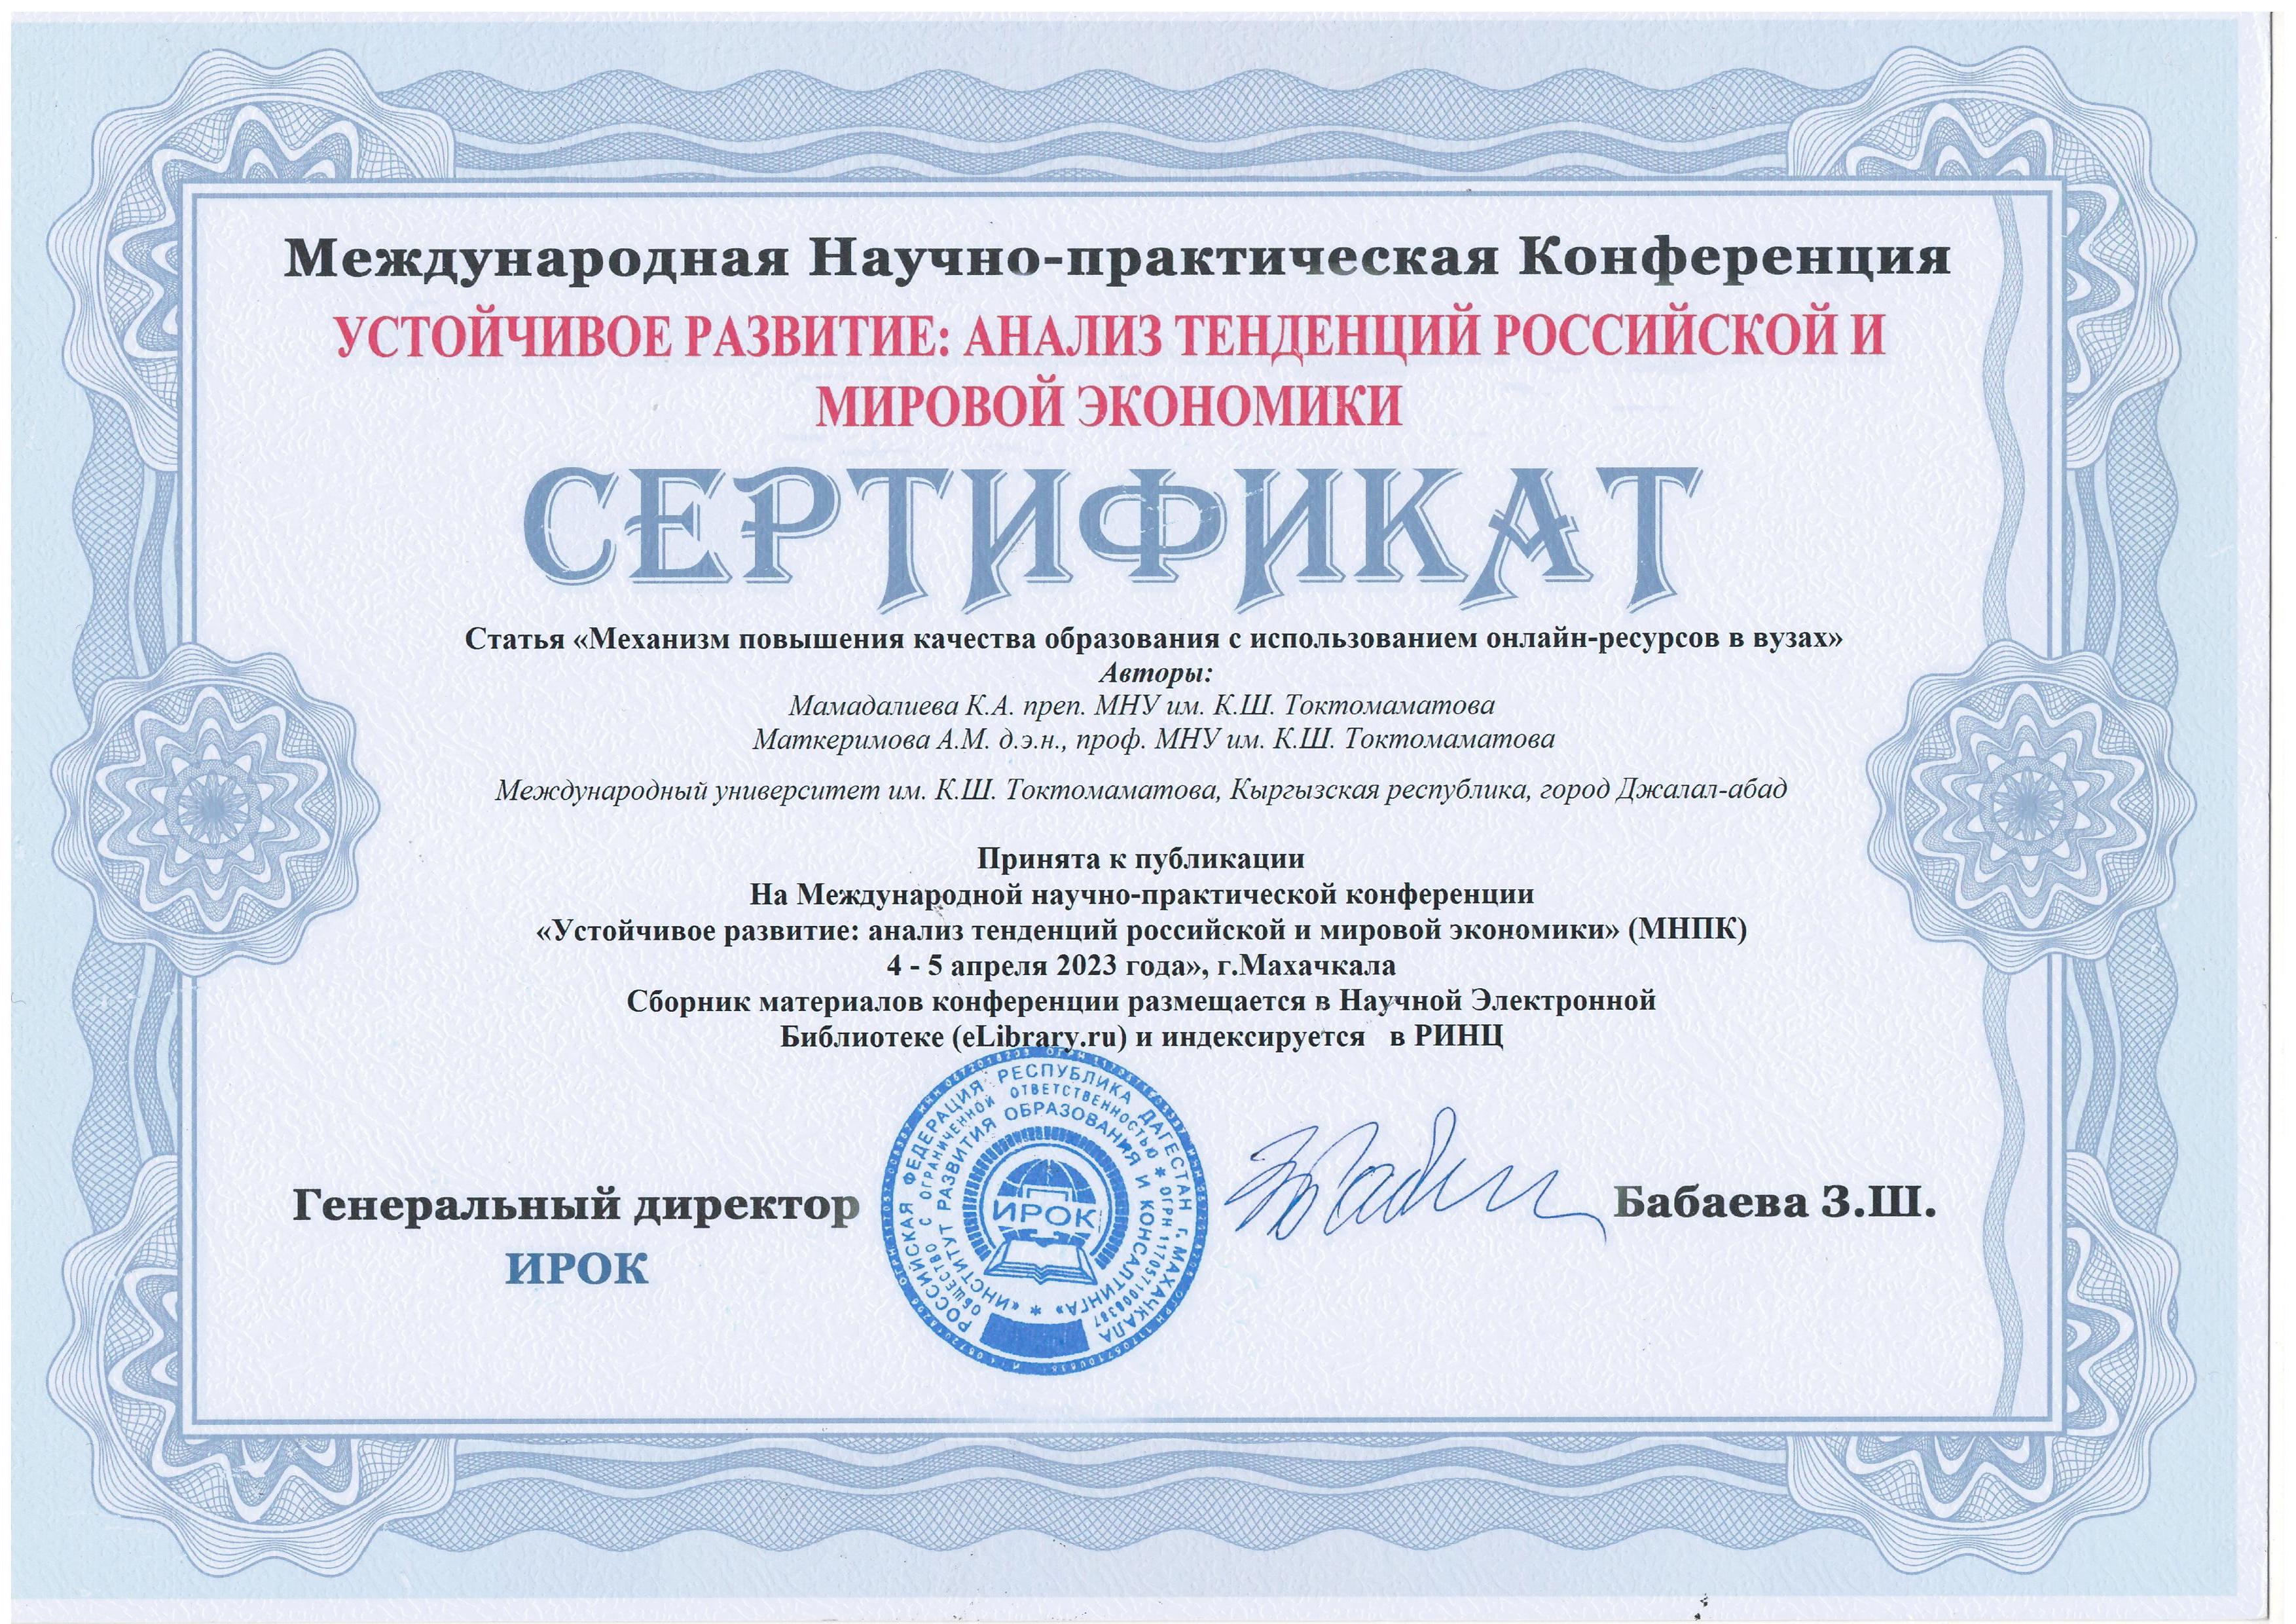 Международная Научно-практическая Конференция
УСТОЙЧИВОЕ РАЗВИТИЕ: АНАЛИЗ ТЕНДЕНЦИЙ РОССИЙСКОЙ И
МИРОВОЙ ЭКОНОМИКИ
СЕРТИФИКАТ
Статья «Механизм повышения качества образования с использованием онлайн-ресурсов в вузах»
Авторы:
Мамадалиева К.А. преп. МНУ им. К.Ш. Токтомаматова
Маткеримова А.М. д.э.н., проф. МНУ им. К.Ш. Токтомаматова
Международный университет им. К.Ш. Токтомаматова, Кыргызская республика, город Джалал-абад
Принята к публикации
На Международной научно-практической конференции
«Устойчивое развитие: анализ тенденций российской и мировой экономики» (МНПК)
4 - 5 апреля 2023 года», г.Махачкала
Сборник материалов конференции размещается в Научной Электронной
Библиотеке (eLibrary.ru) и индексируется в РИНЦ
РОССИЙСКАЯ ФЕДЕРАЦИЯ РЕСПУБЛИКА ДАГЕСТАН г. МАХАЧКАЛА
ОБЩЕСТВО С ОГРАНИЧЕННОЙ ОТВЕТСТВЕННОСТЬЮ * ОГРН 1170571008387
* «ИНСТИТУТ РАЗВИТИЯ ОБРАЗОВАНИЯ И КОНСАЛТИНГА»
ИРОК
Генеральный директор
Бабаева З.Ш.
ИРОК